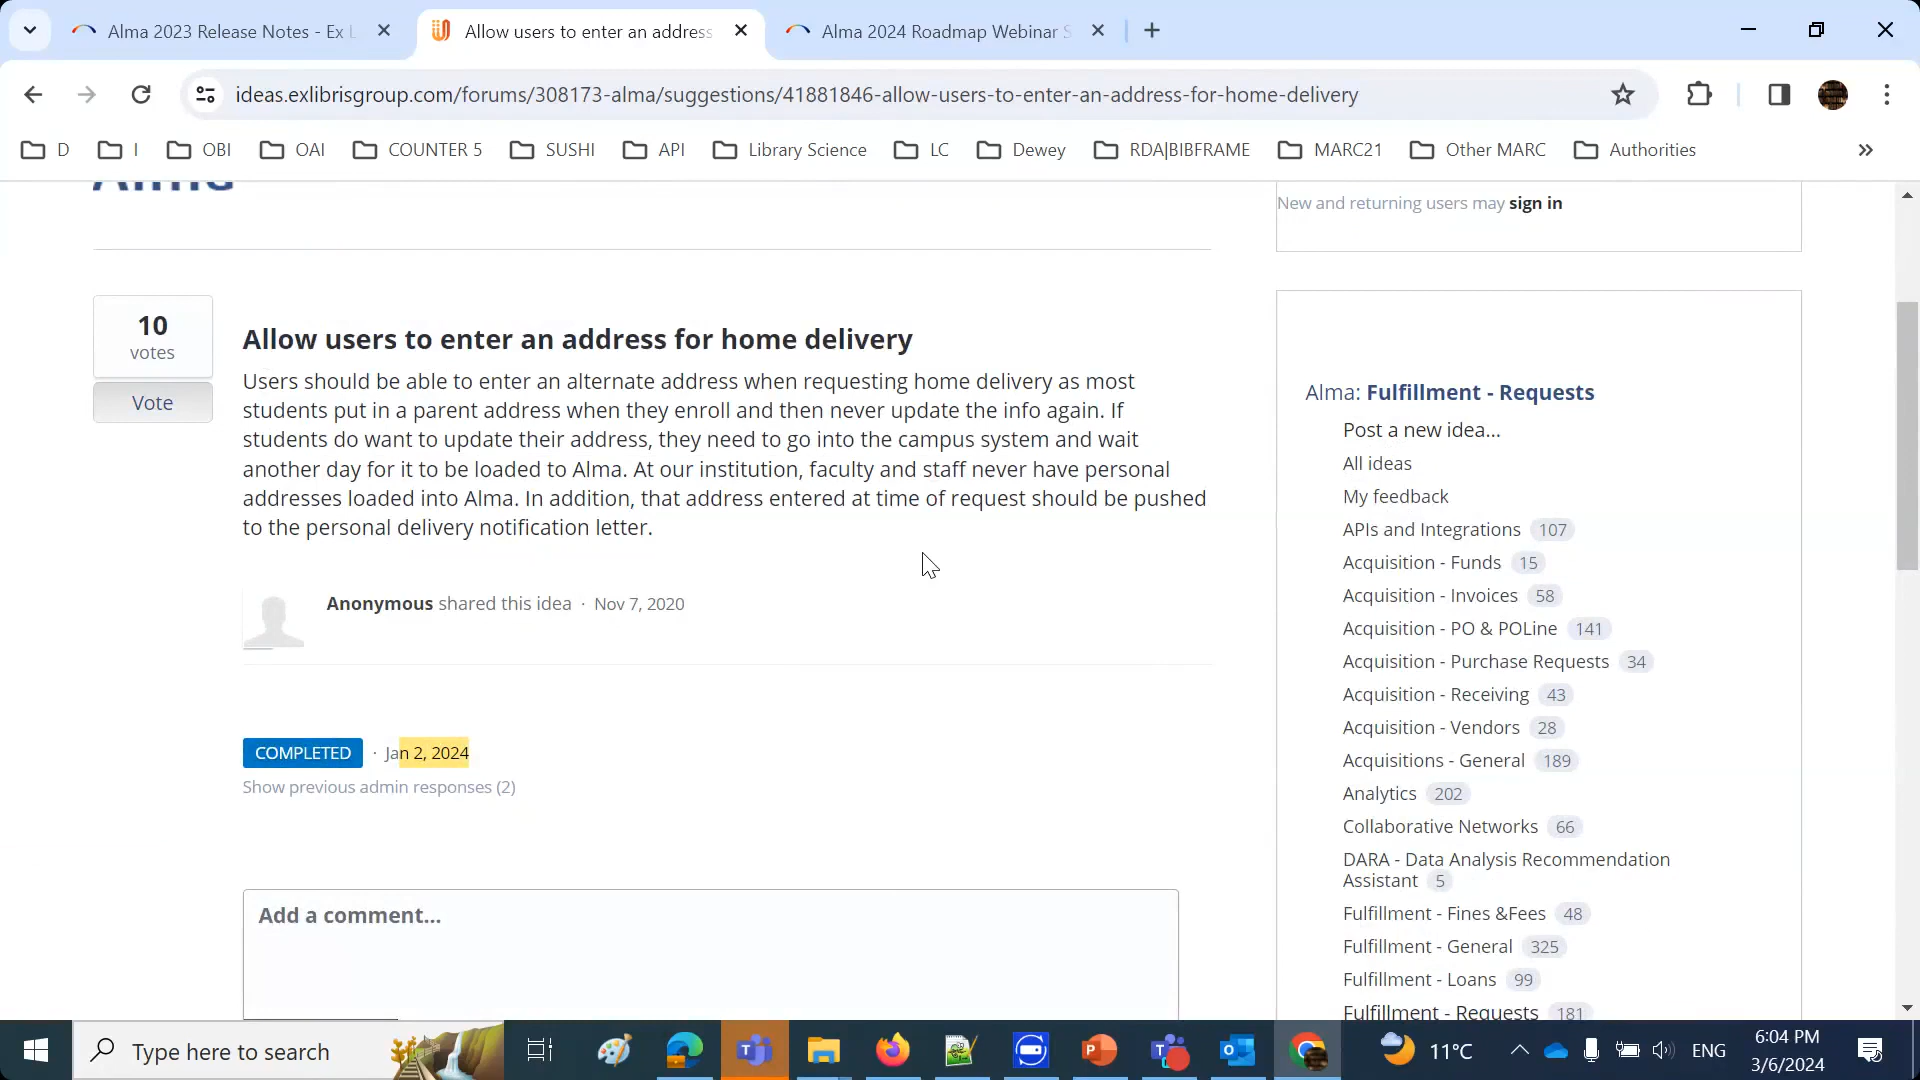 Alma 2023 Release Notes - Ex L
Allow users to enter an address
Alma 2024 Roadmap Webinar S
ideas.exlibrisgroup.com/forums/308173-alma/suggestions/41881846-allow-users-to-enter-an-address-for-home-delivery
D
I
OBI
OAI
COUNTER 5
SUSHI
API
Library Science
LC
Dewey
RDA|BIBFRAME
MARC21
Other MARC
Authorities
»
Alma
New and returning users may sign in
10
votes
Vote
Allow users to enter an address for home delivery
Users should be able to enter an alternate address when requesting home delivery as most
students put in a parent address when they enroll and then never update the info again. If
students do want to update their address, they need to go into the campus system and wait
another day for it to be loaded to Alma. At our institution, faculty and staff never have personal
addresses loaded into Alma. In addition, that address entered at time of request should be pushed
to the personal delivery notification letter.
Anonymous shared this idea · Nov 7, 2020
COMPLETED · Jan 2, 2024
Show previous admin responses (2)
Add a comment...
Alma: Fulfillment - Requests
Post a new idea...
All ideas
My feedback
APIs and Integrations 107
Acquisition - Funds 15
Acquisition - Invoices 58
Acquisition - PO & POLine 141
Acquisition - Purchase Requests 34
Acquisition - Receiving 43
Acquisition - Vendors 28
Acquisitions - General 189
Analytics 202
Collaborative Networks 66
DARA - Data Analysis Recommendation
Assistant 5
Fulfillment - Fines &Fees 48
Fulfillment - General 325
Fulfillment - Loans 99
Fulfillment - Requests 181
Type here to search
11°C
ENG
6:04 PM
3/6/2024